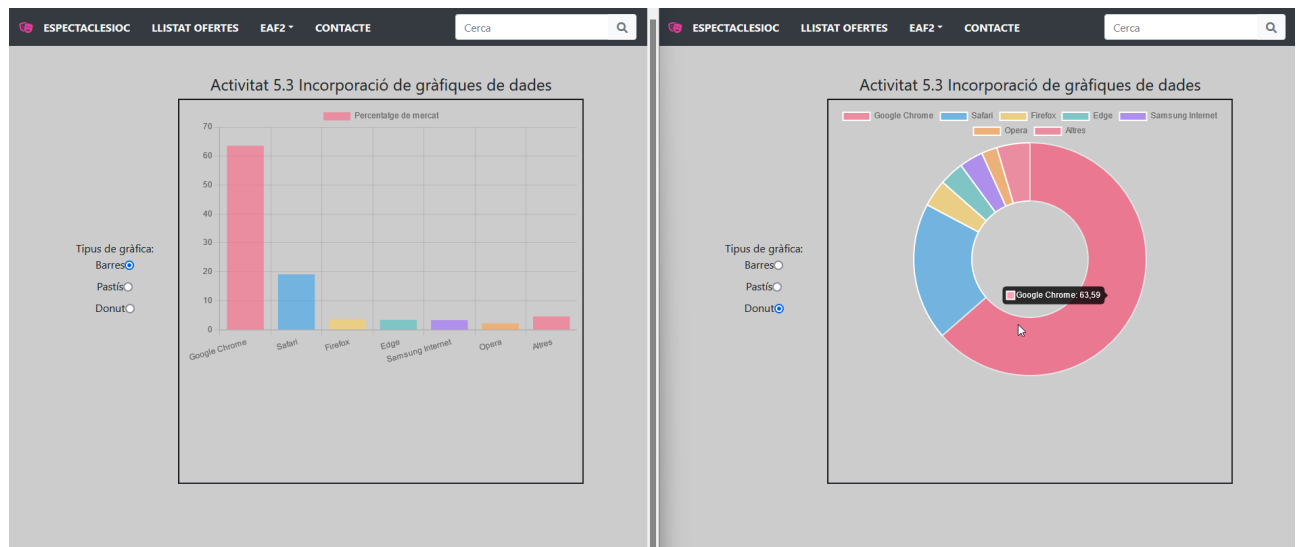 ESPECTACLESIOC LLISTAT OFERTES EAF2 CONTACTE Cerca
Activitat 5.3 Incorporació de gràfiques de dades
Percentatge de mercat
70
60
50
40
30
20
10
0
Google Chrome Safari Firefox Edge Samsung Internet Opera Altres
Tipus de gràfica:
Barres
Pastís
Donut
ESPECTACLESIOC LLISTAT OFERTES EAF2 CONTACTE Cerca
Activitat 5.3 Incorporació de gràfiques de dades
Google Chrome Safari Firefox Edge Samsung Internet
Opera Altres
Google Chrome: 63,59
Tipus de gràfica:
Barres
Pastís
Donut